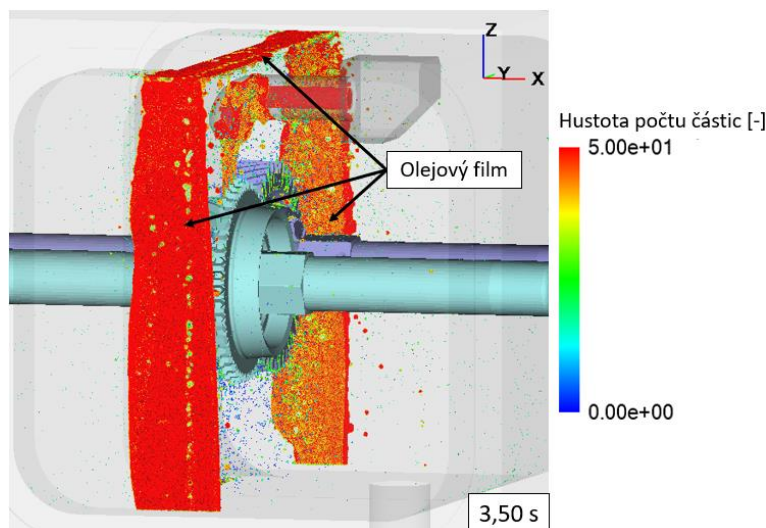 Z
Y
X
Hustota počtu částic [-]
5.00e+01
Olejový film
0.00e+00
3,50 s